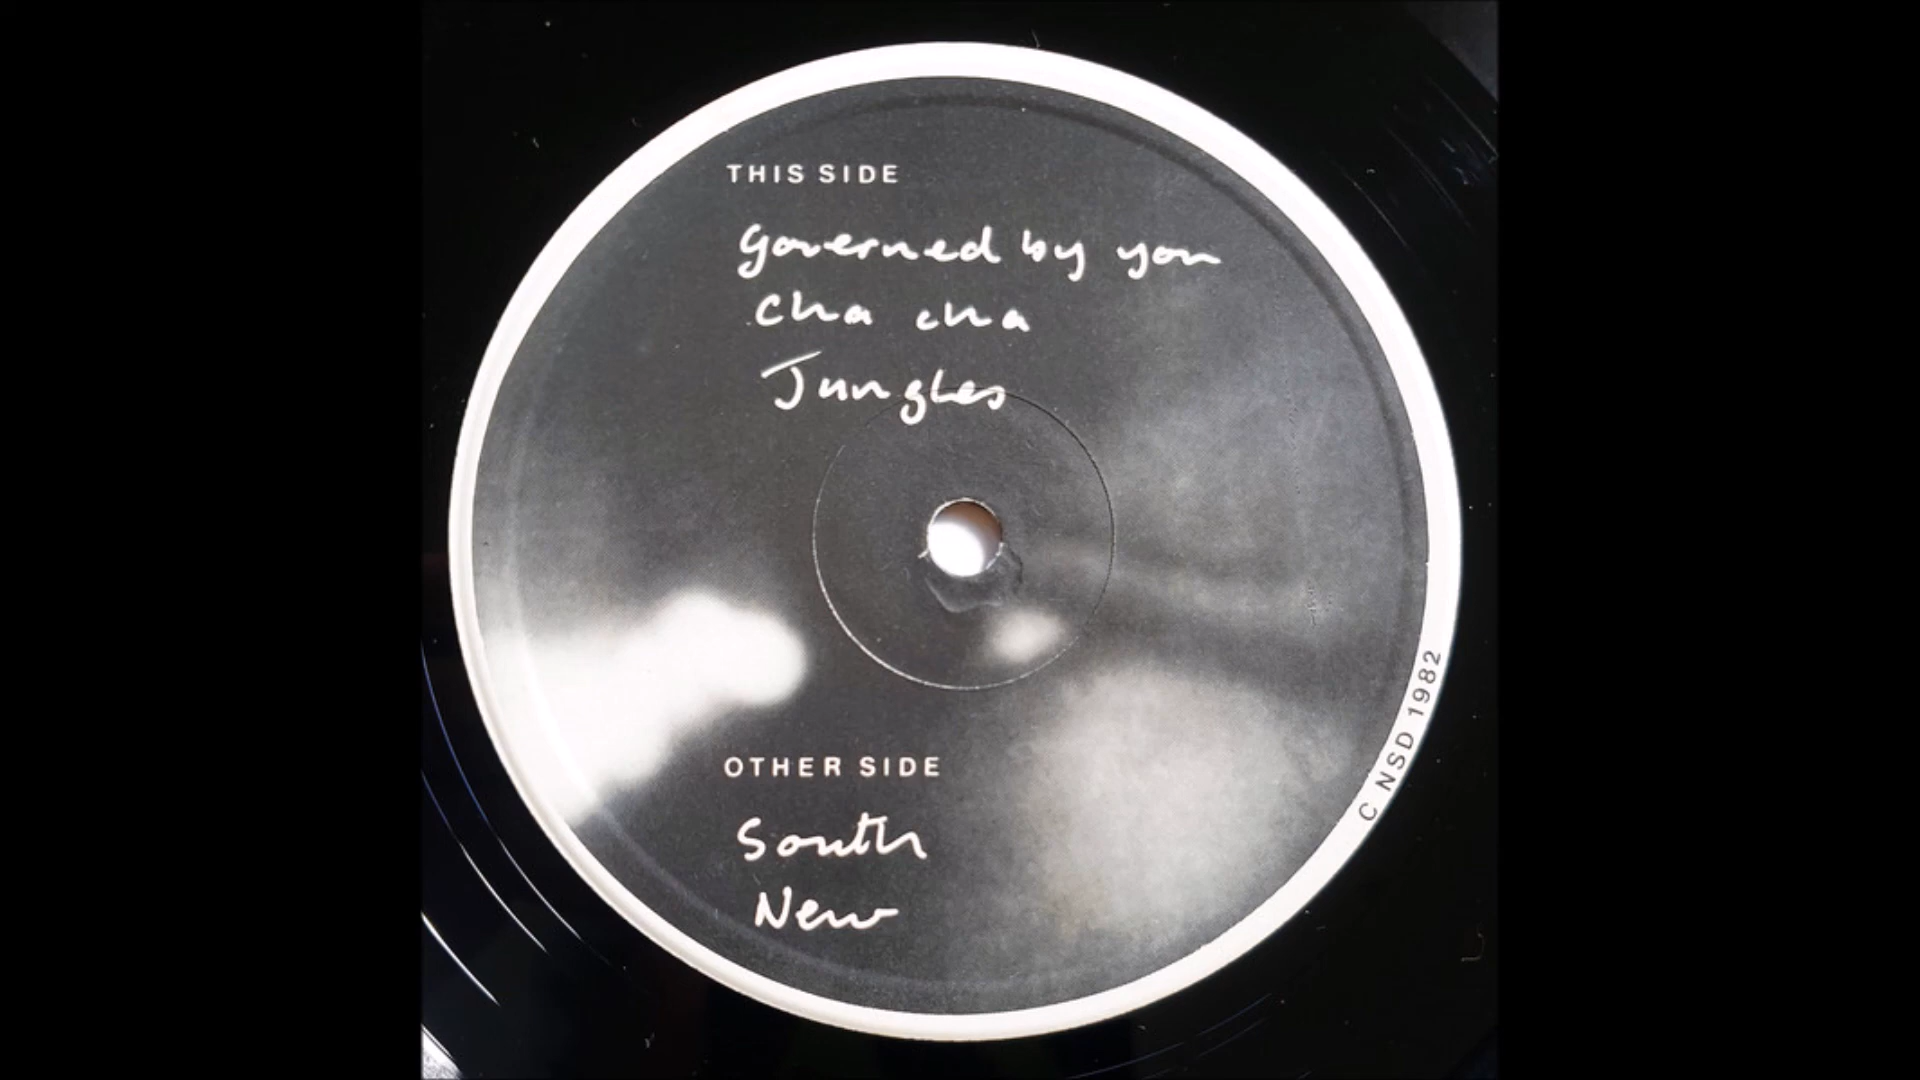 THIS SIDE
Governed by you
Cha cha
Jungles
OTHER SIDE
South
New
C NSD 1982